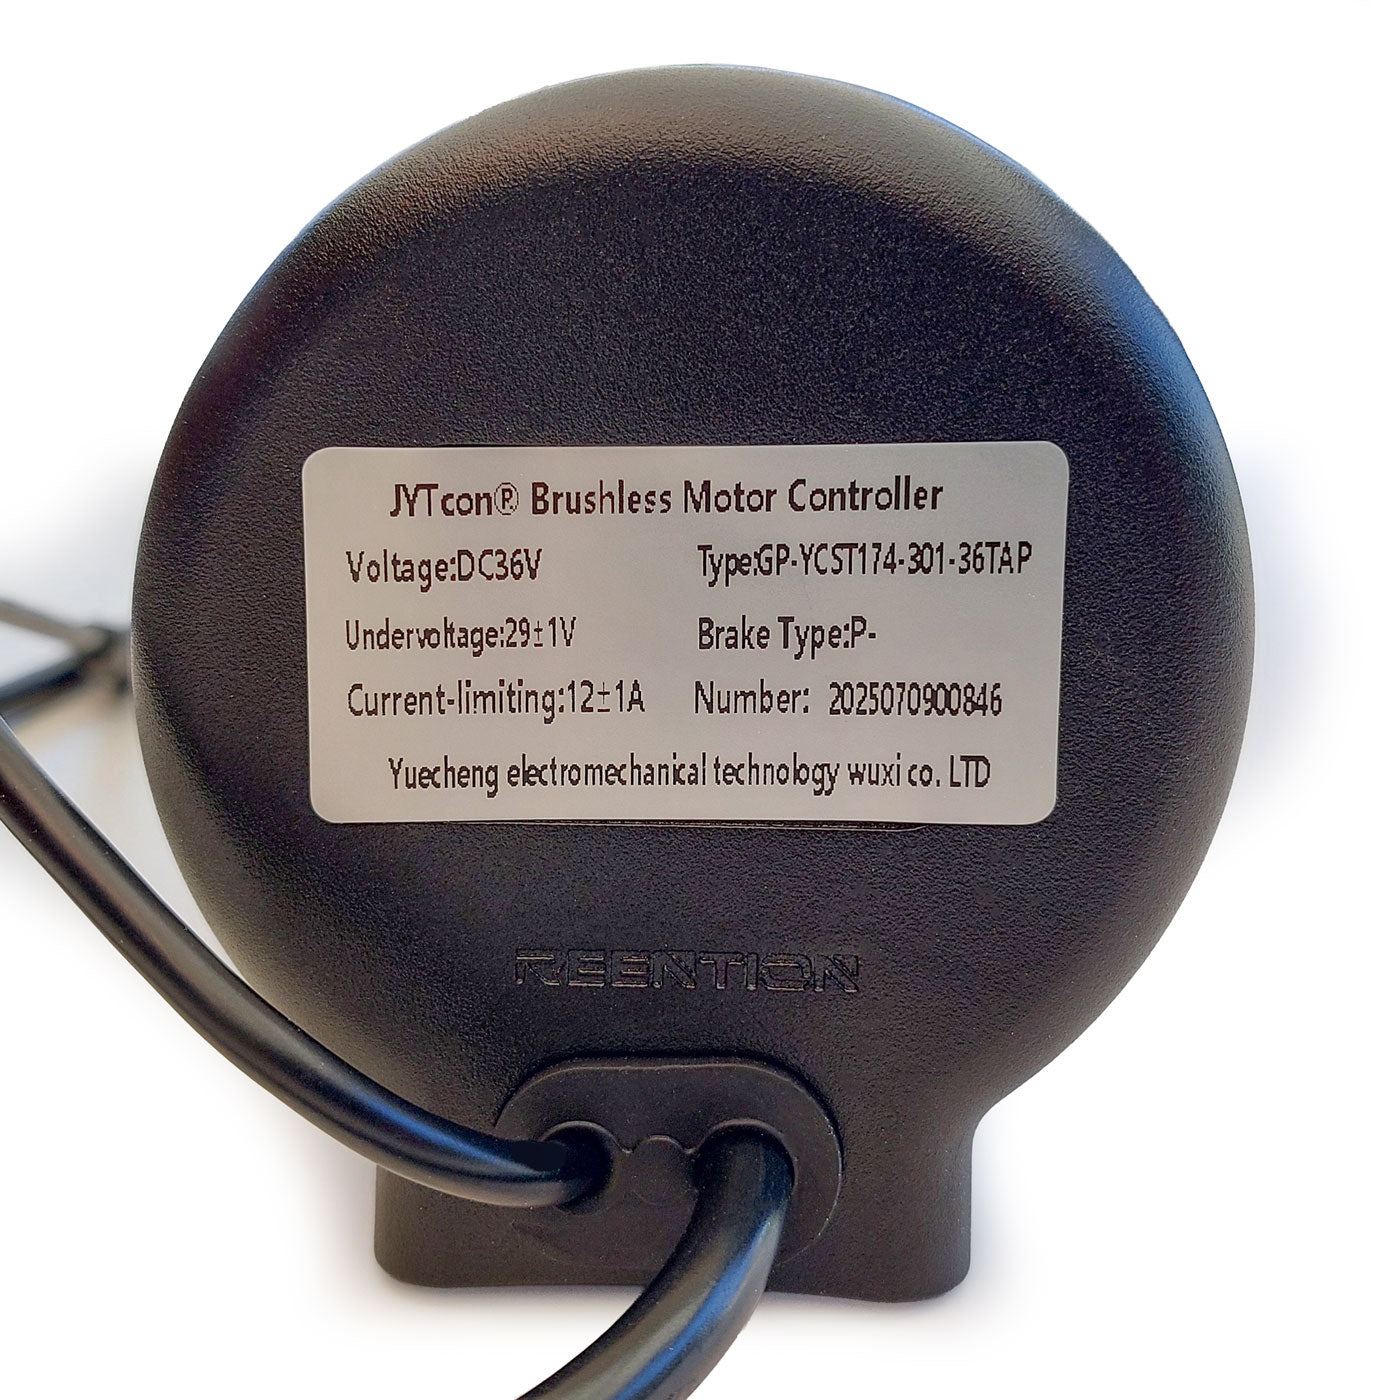 JYTcon® Brushless Motor Controller
Voltage:DC36V Type:GP-YCST174-301-36TAP
Undervoltage:29±1V Brake Type:P-
Current-limiting:12±1A Number: 2025070900846
Yuecheng electromechanical technology wuxi co. LTD
REENTION